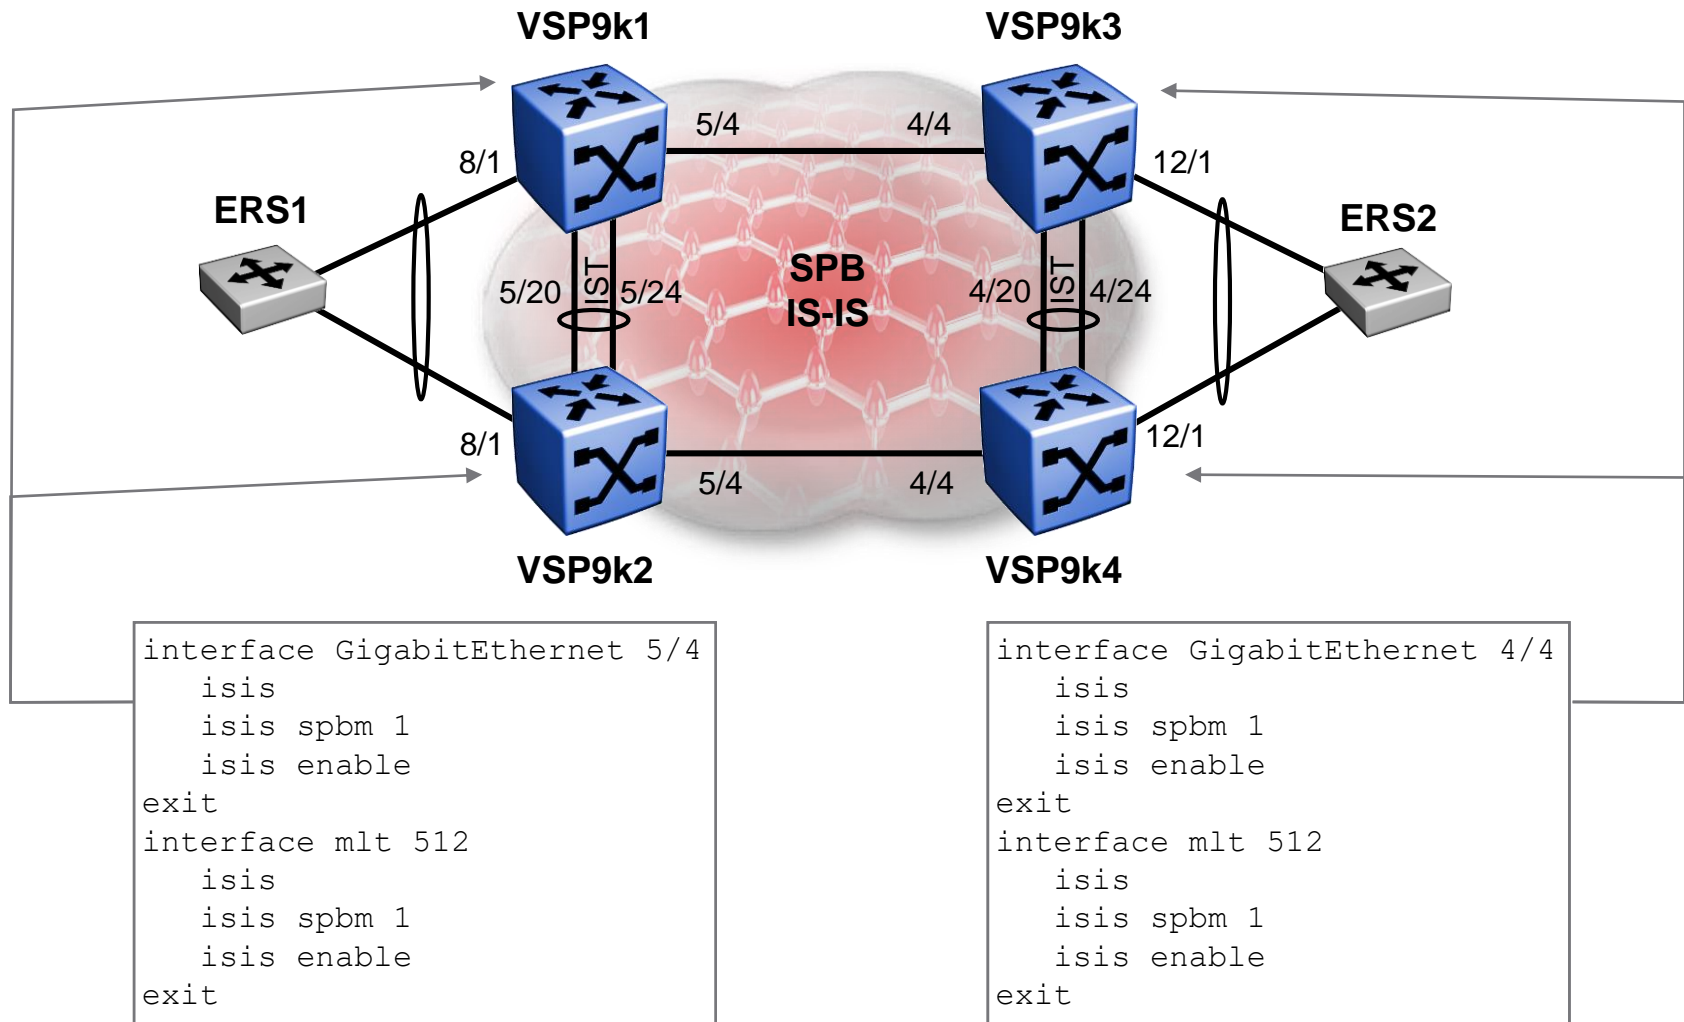 VSP9k1
VSP9k3
5/4
4/4
8/1
12/1
ERS1
ERS2
SPB
IS-IS
5/20
IST
5/24
4/20
IST
4/24
8/1
12/1
5/4
4/4
VSP9k2
VSP9k4
interface GigabitEthernet 5/4
   isis
   isis spbm 1
   isis enable
exit
interface mlt 512
   isis
   isis spbm 1
   isis enable
exit
interface GigabitEthernet 4/4
   isis
   isis spbm 1
   isis enable
exit
interface mlt 512
   isis
   isis spbm 1
   isis enable
exit